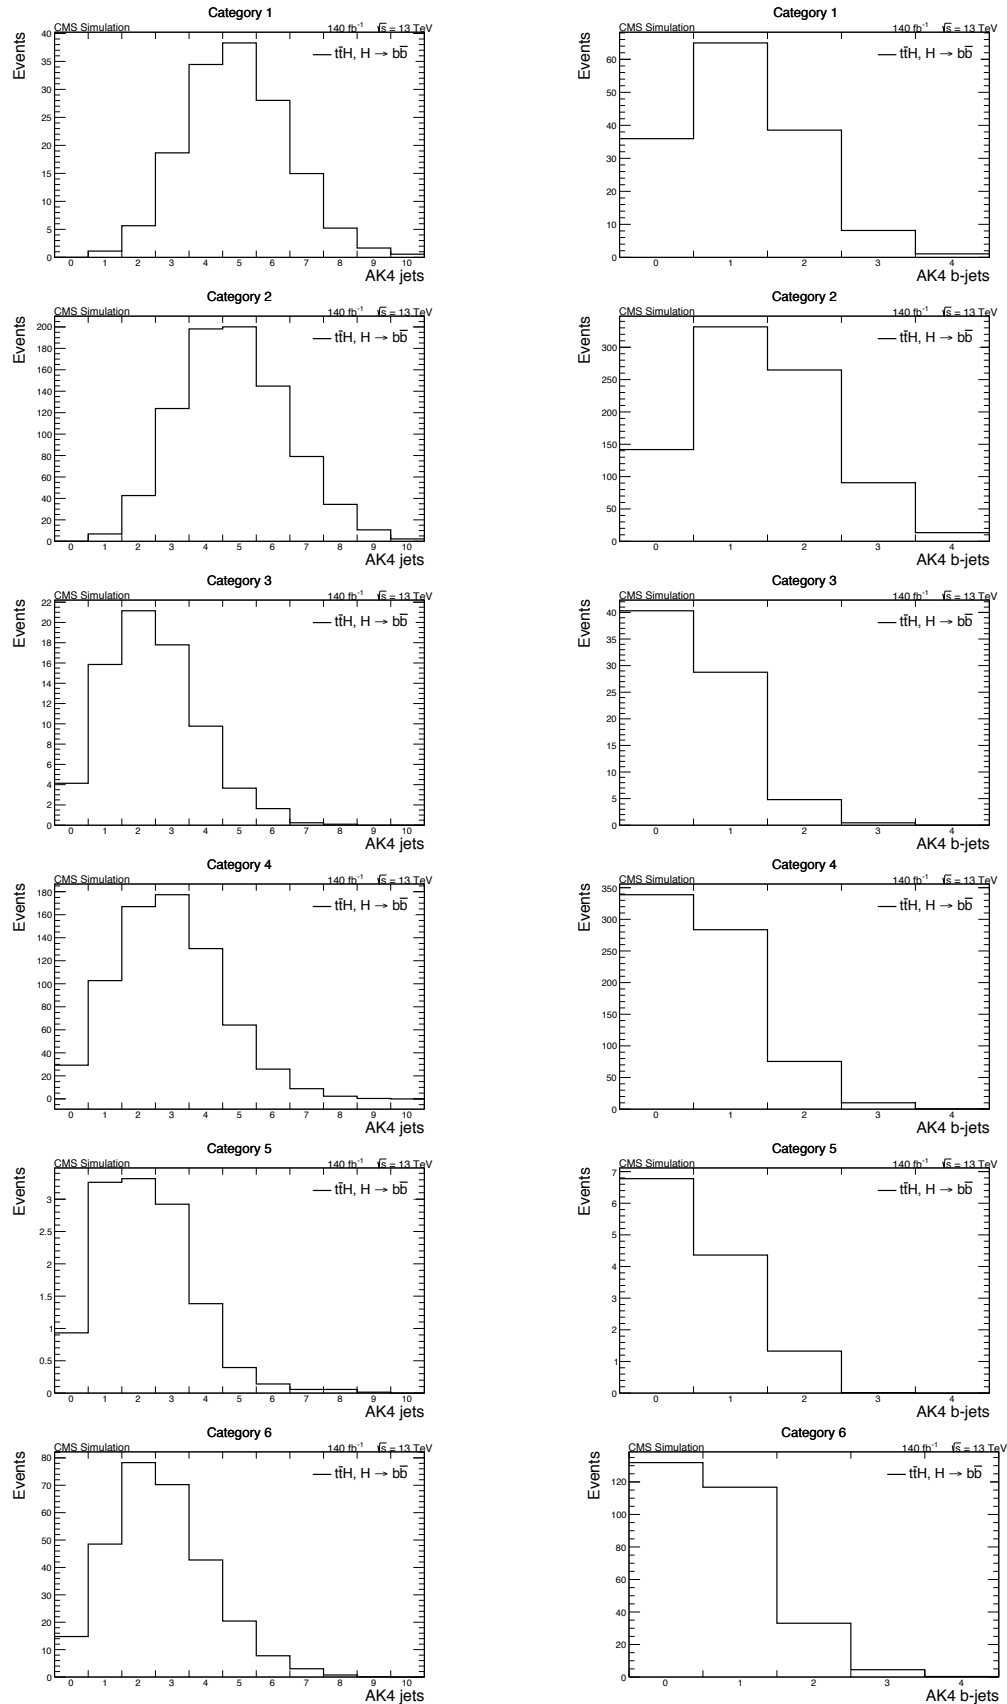 Category 1
CMS Simulation 140 fb⁻¹ √s = 13 TeV
Events
tt̄H, H → bb̄
40
35
30
25
20
15
10
5
0
0 1 2 3 4 5 6 7 8 9 10
AK4 jets
Category 1
CMS Simulation 140 fb⁻¹ √s = 13 TeV
Events
tt̄H, H → bb̄
60
50
40
30
20
10
0
0 1 2 3 4
AK4 b-jets
Category 2
CMS Simulation 140 fb⁻¹ √s = 13 TeV
Events
tt̄H, H → bb̄
200
180
160
140
120
100
80
60
40
20
0
0 1 2 3 4 5 6 7 8 9 10
AK4 jets
Category 2
CMS Simulation 140 fb⁻¹ √s = 13 TeV
Events
tt̄H, H → bb̄
300
250
200
150
100
50
0
0 1 2 3 4
AK4 b-jets
Category 3
CMS Simulation 140 fb⁻¹ √s = 13 TeV
Events
tt̄H, H → bb̄
22
20
18
16
14
12
10
8
6
4
2
0
0 1 2 3 4 5 6 7 8 9 10
AK4 jets
Category 3
CMS Simulation 140 fb⁻¹ √s = 13 TeV
Events
tt̄H, H → bb̄
40
35
30
25
20
15
10
5
0
0 1 2 3 4
AK4 b-jets
Category 4
CMS Simulation 140 fb⁻¹ √s = 13 TeV
Events
tt̄H, H → bb̄
180
160
140
120
100
80
60
40
20
0
0 1 2 3 4 5 6 7 8 9 10
AK4 jets
Category 4
CMS Simulation 140 fb⁻¹ √s = 13 TeV
Events
tt̄H, H → bb̄
350
300
250
200
150
100
50
0
0 1 2 3 4
AK4 b-jets
Category 5
CMS Simulation 140 fb⁻¹ √s = 13 TeV
Events
tt̄H, H → bb̄
3
2.5
2
1.5
1
0.5
0
0 1 2 3 4 5 6 7 8 9 10
AK4 jets
Category 5
CMS Simulation 140 fb⁻¹ √s = 13 TeV
Events
tt̄H, H → bb̄
7
6
5
4
3
2
1
0
0 1 2 3 4
AK4 b-jets
Category 6
CMS Simulation 140 fb⁻¹ √s = 13 TeV
Events
tt̄H, H → bb̄
80
70
60
50
40
30
20
10
0
0 1 2 3 4 5 6 7 8 9 10
AK4 jets
Category 6
CMS Simulation 140 fb⁻¹ √s = 13 TeV
Events
tt̄H, H → bb̄
120
100
80
60
40
20
0
0 1 2 3 4
AK4 b-jets